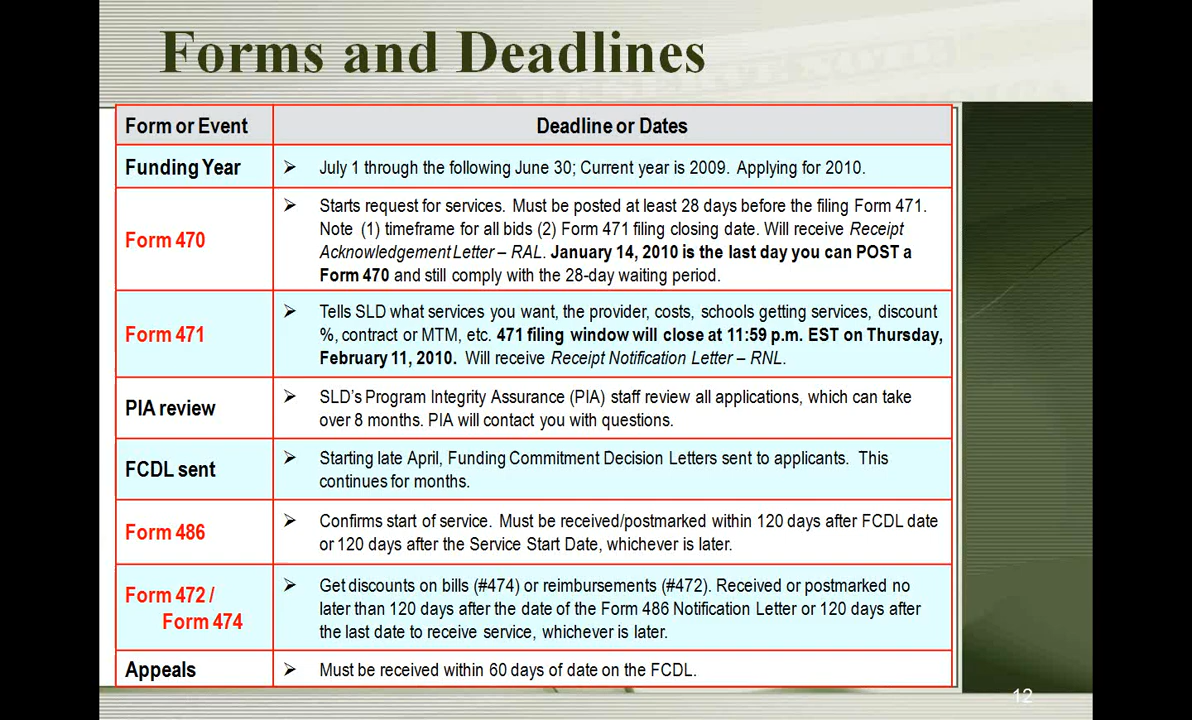 Forms and Deadlines
Form or Event
Deadline or Dates
Funding Year
➢ July 1 through the following June 30; Current year is 2009. Applying for 2010.
Form 470
➢ Starts request for services. Must be posted at least 28 days before the filing Form 471.
Note (1) timeframe for all bids (2) Form 471 filing closing date. Will receive Receipt
Acknowledgement Letter – RAL. January 14, 2010 is the last day you can POST a
Form 470 and still comply with the 28-day waiting period.
Form 471
➢ Tells SLD what services you want, the provider, costs, schools getting services, discount
%, contract or MTM, etc. 471 filing window will close at 11:59 p.m. EST on Thursday,
February 11, 2010. Will receive Receipt Notification Letter – RNL.
PIA review
➢ SLD's Program Integrity Assurance (PIA) staff review all applications, which can take
over 8 months. PIA will contact you with questions.
FCDL sent
➢ Starting late April, Funding Commitment Decision Letters sent to applicants. This
continues for months.
Form 486
➢ Confirms start of service. Must be received/postmarked within 120 days after FCDL date
or 120 days after the Service Start Date, whichever is later.
Form 472 /
Form 474
➢ Get discounts on bills (#474) or reimbursements (#472). Received or postmarked no
later than 120 days after the date of the Form 486 Notification Letter or 120 days after
the last date to receive service, whichever is later.
Appeals
➢ Must be received within 60 days of date on the FCDL.
12